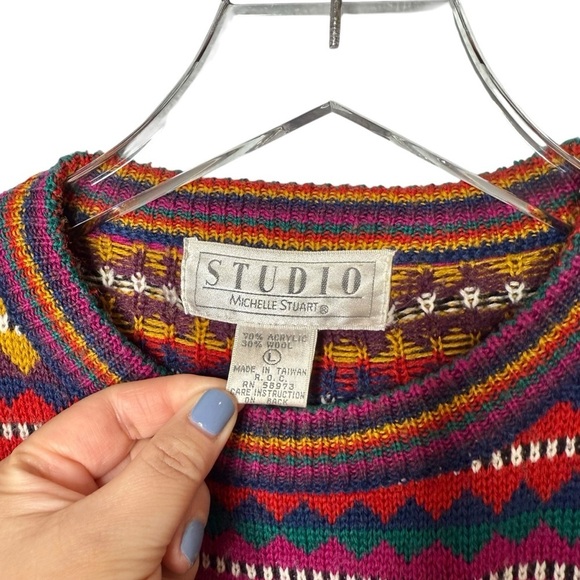 STUDIO
MICHELLE STUART®
70% ACRYLIC
30% WOOL
L
MADE IN TAIWAN
R.O.C.
RN 58973
CARE INSTRUCTION
ON BACK